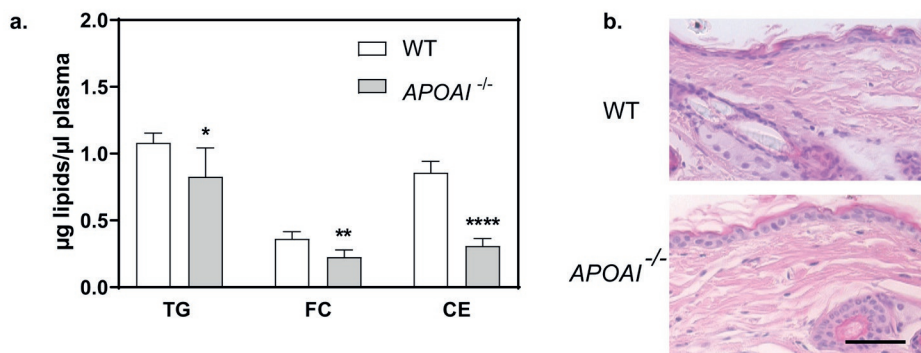 a.
µg lipids/µl plasma
2.0
1.5
1.0
0.5
0.0
WT
APOAI -/-
*
**
****
TG FC CE
b.
WT
APOAI -/-